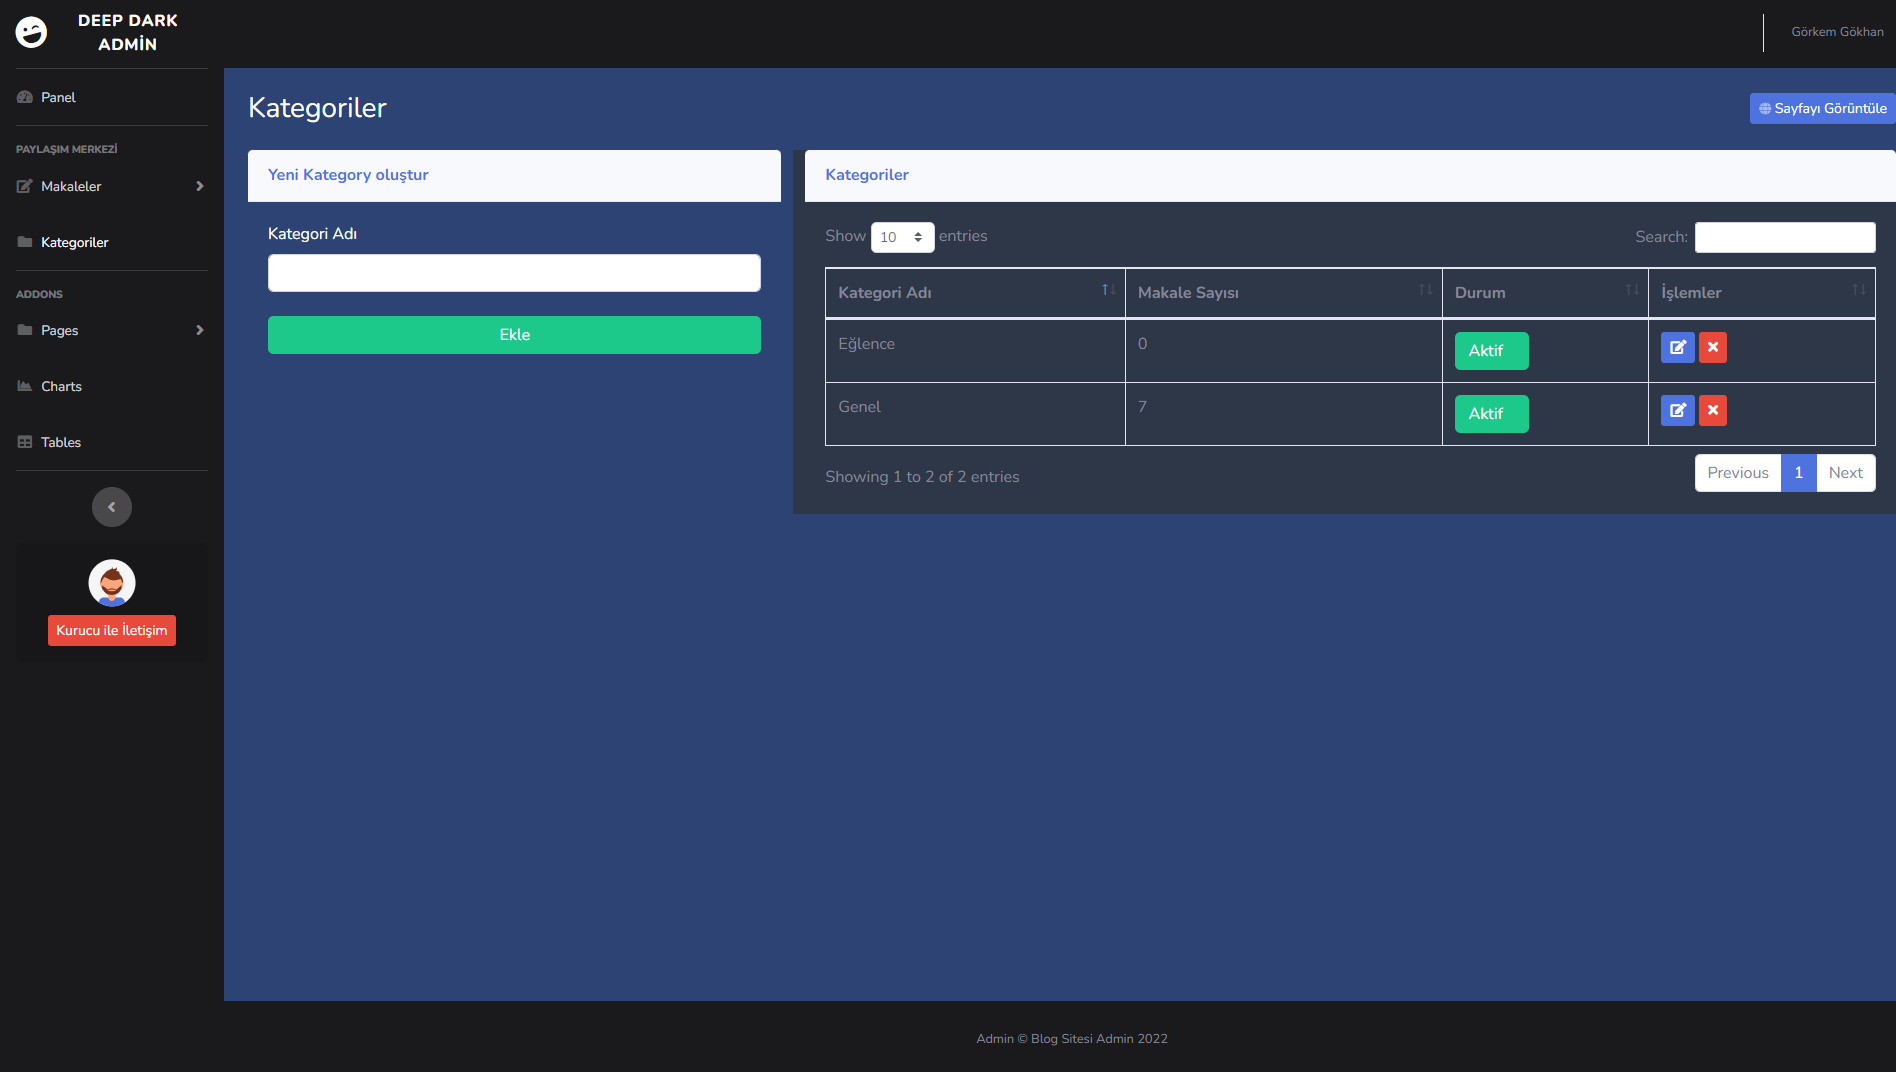 DEEP DARK
ADMİN
Görkem Gökhan
Panel
PAYLAŞIM MERKEZİ
Makaleler
Kategoriler
ADDONS
Pages
Charts
Tables
Kurucu ile İletişim
Kategoriler
Sayfayı Görüntüle
Yeni Kategory oluştur
Kategori Adı
Ekle
Kategoriler
Show 10 entries
Search:
Kategori Adı Makale Sayısı Durum İşlemler
Eğlence 0 Aktif
Genel 7 Aktif
Showing 1 to 2 of 2 entries
Previous 1 Next
Admin © Blog Sitesi Admin 2022